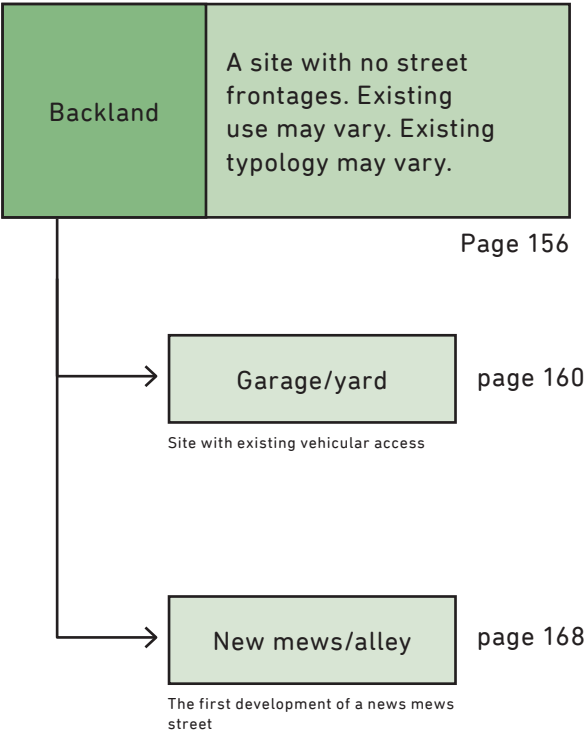 Backland
A site with no street
frontages. Existing
use may vary. Existing
typology may vary.
Page 156
Garage/yard
page 160
Site with existing vehicular access
New mews/alley
page 168
The first development of a news mews
street